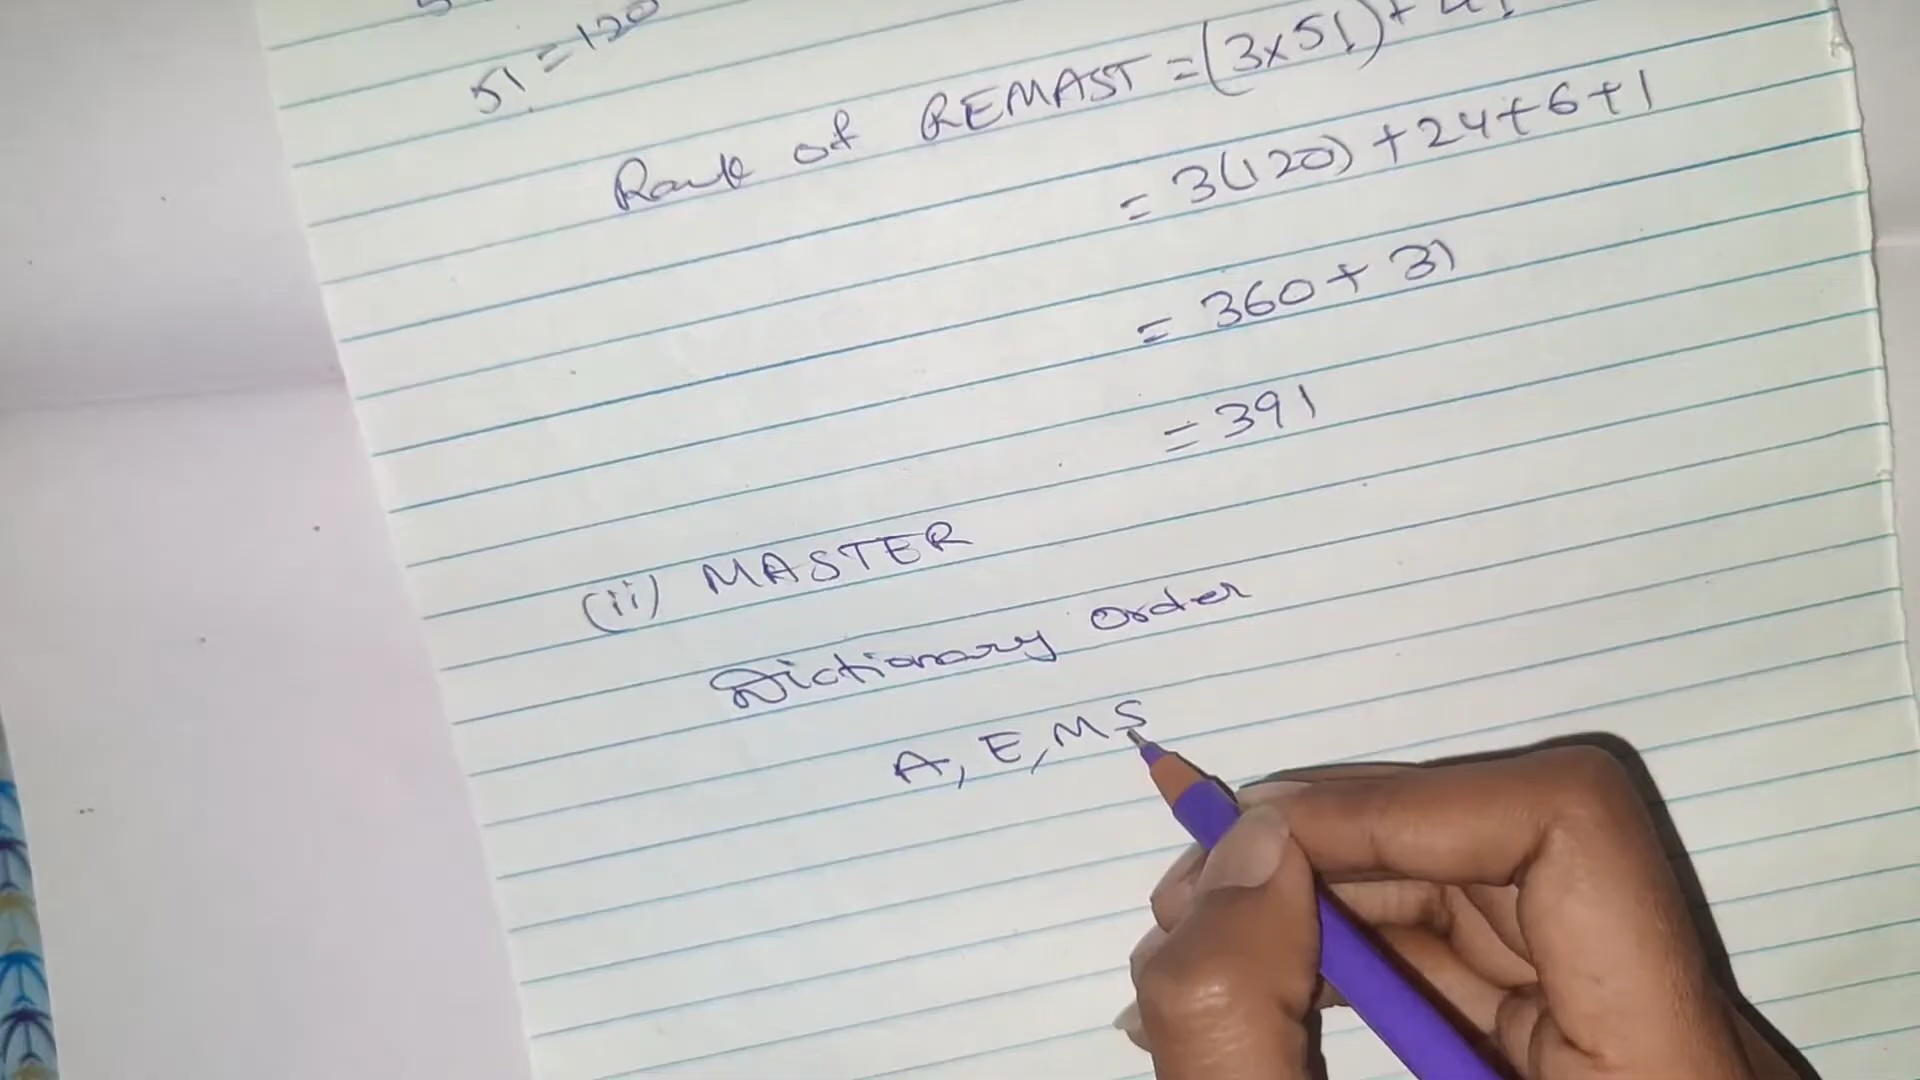 5! = 120
Rank of REMAST = (3×5!) + 4!
= 3(120) + 24 + 6 + 1
= 360 + 31
= 391
(ii) MASTER
Dictionary order
A, E, M S